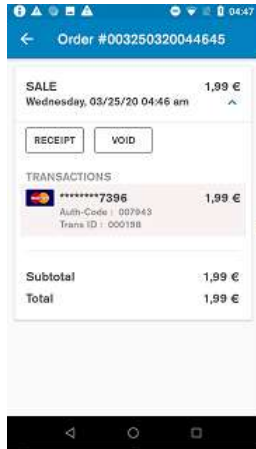 04:47
Order #003250320044645
SALE 1,99 €
Wednesday, 03/25/20 04:46 am
RECEIPT VOID
TRANSACTIONS
********7396 1,99 €
Auth-Code : 007943
Trans ID : 000198
Subtotal 1,99 €
Total 1,99 €